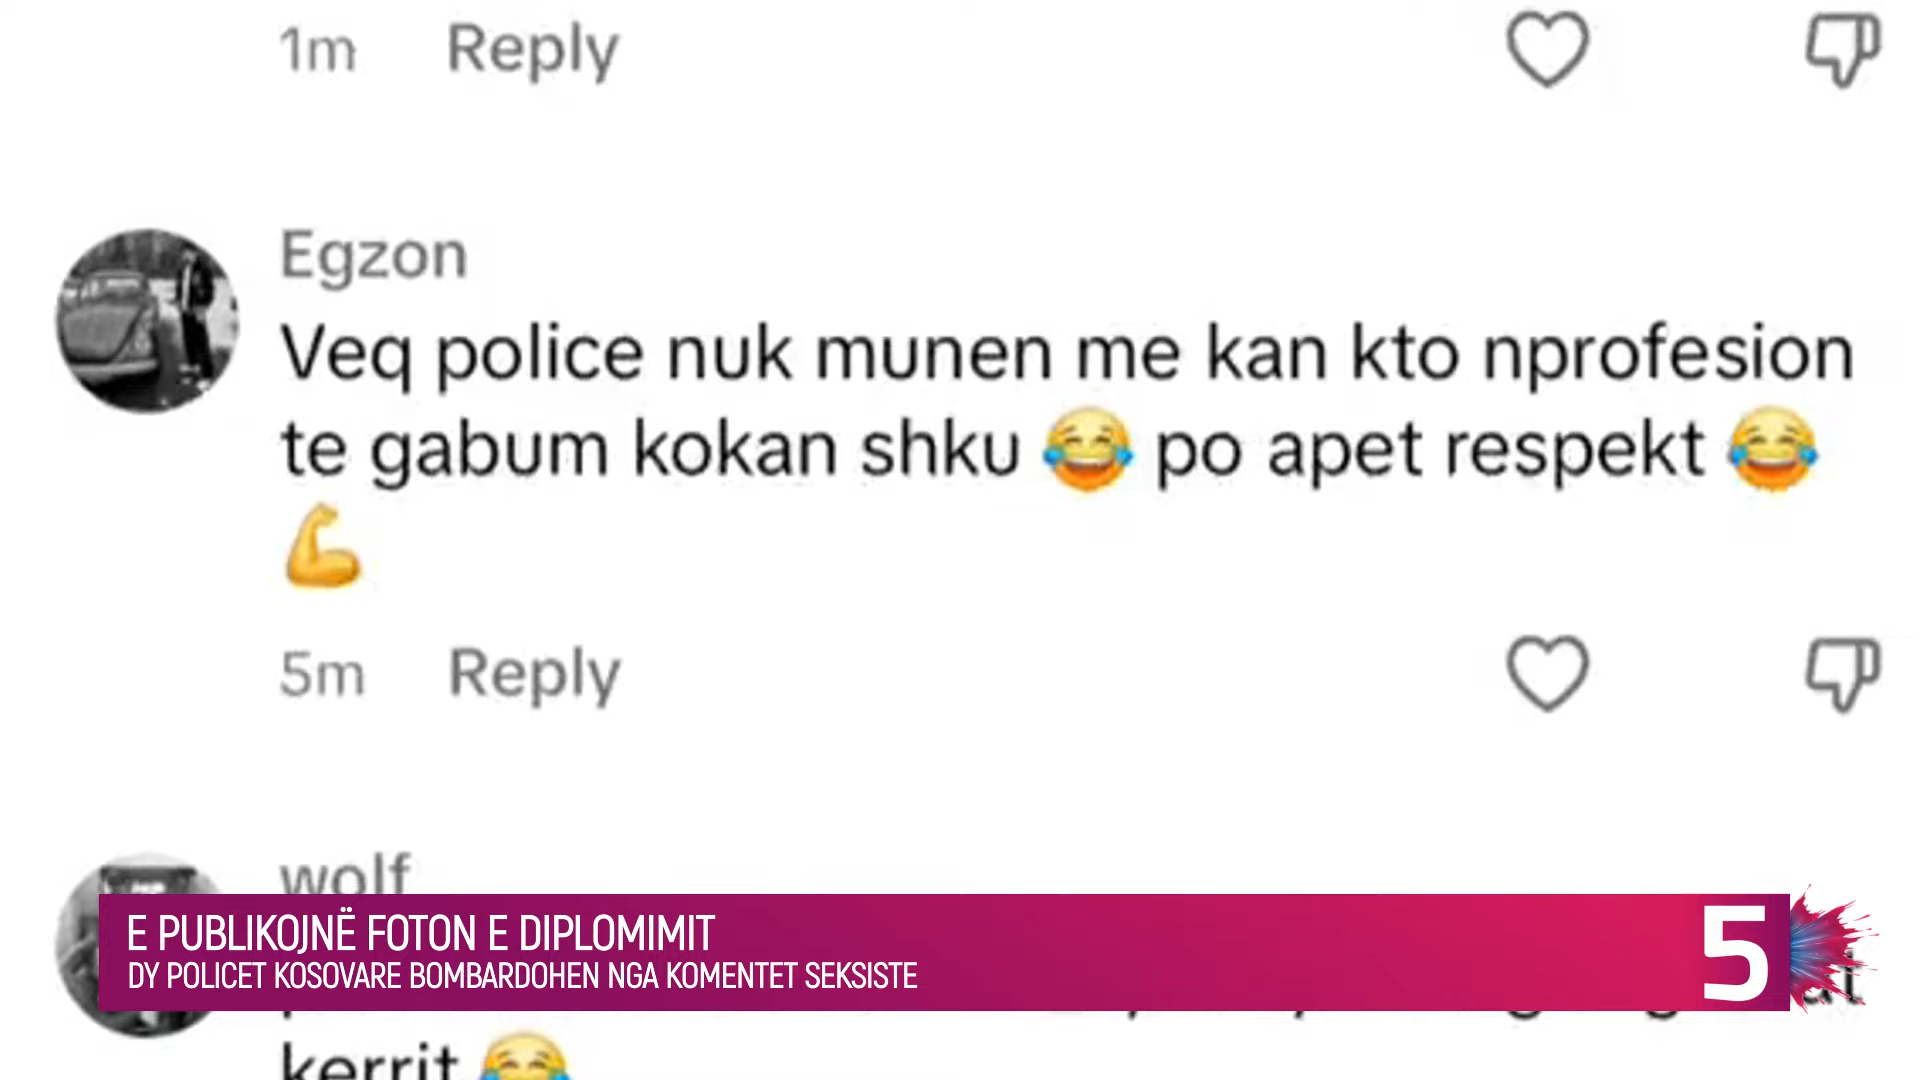 1m Reply
Egzon
Veq police nuk munen me kan kto nprofesion
te gabum kokan shku 😂 po apet respekt 😂
💪
5m Reply
wolf
E PUBLIKOJNË FOTON E DIPLOMIMIT
DY POLICET KOSOVARE BOMBARDOHEN NGA KOMENTET SEKSISTE
5
kerrit 😂